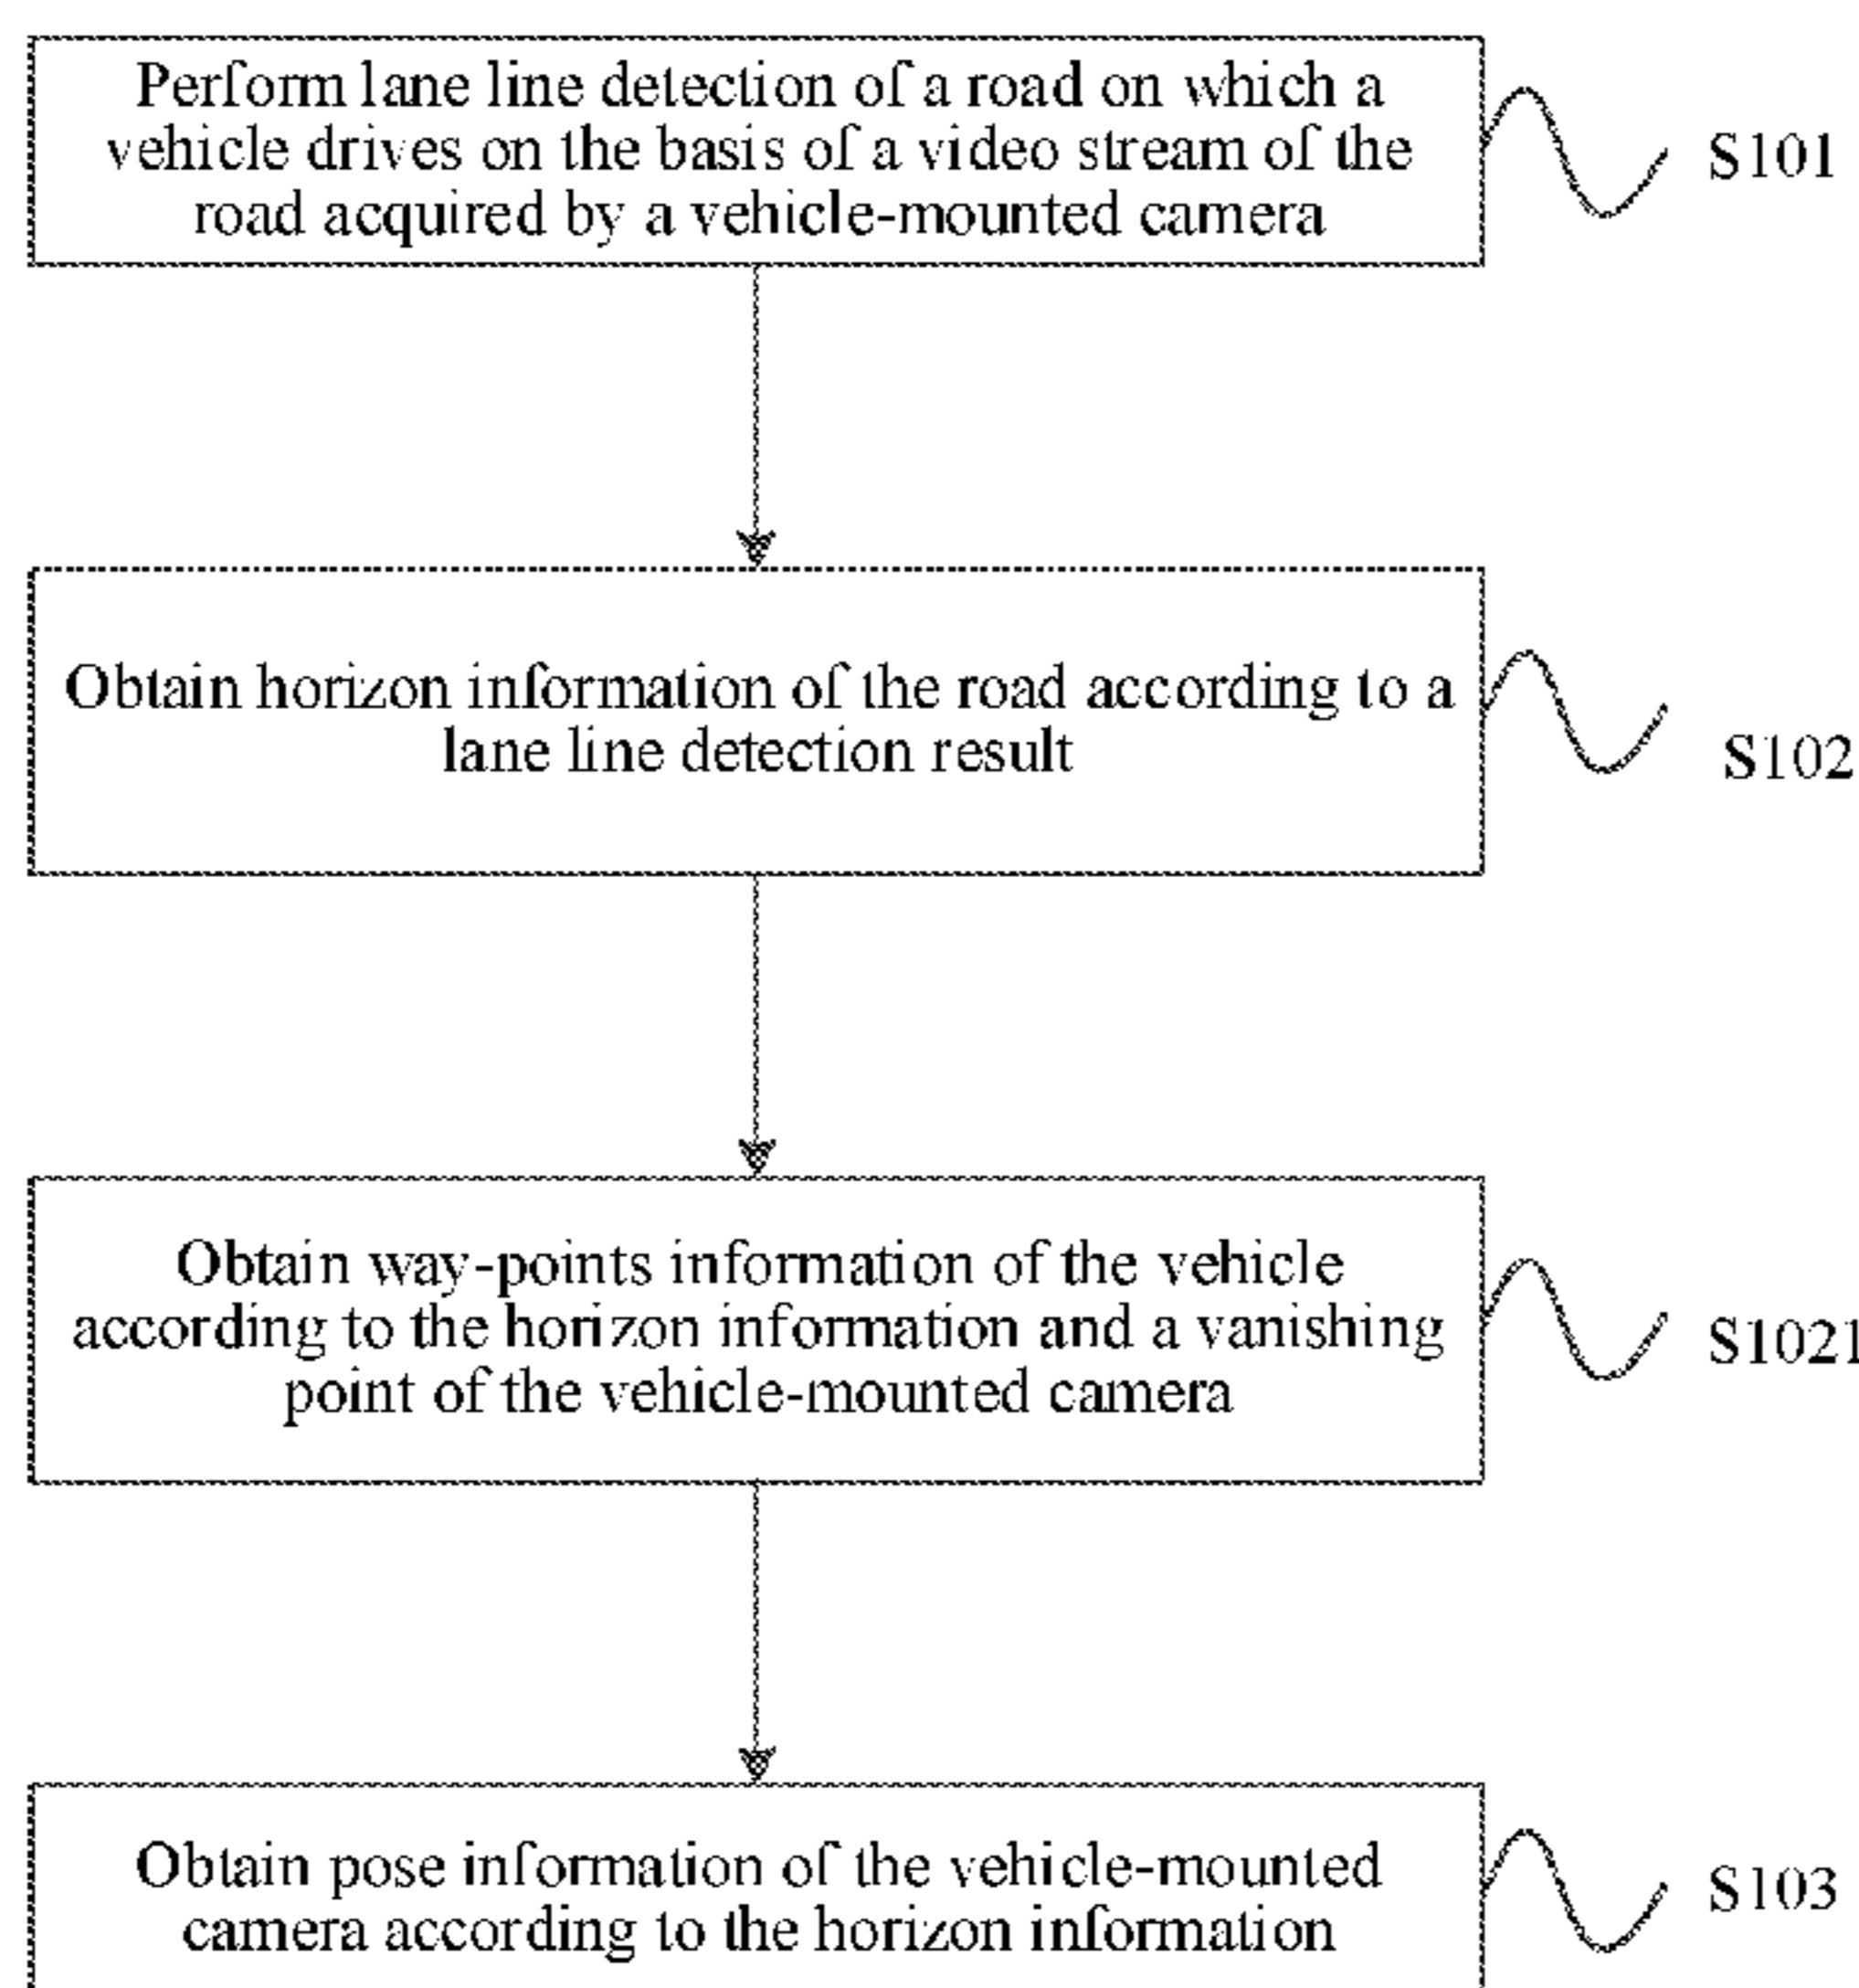 Perform lane line detection of a road on which a
vehicle drives on the basis of a video stream of the
road acquired by a vehicle-mounted camera
S101
Obtain horizon information of the road according to a
lane line detection result
S102
Obtain way-points information of the vehicle
according to the horizon information and a vanishing
point of the vehicle-mounted camera
S1021
Obtain pose information of the vehicle-mounted
camera according to the horizon information
S103